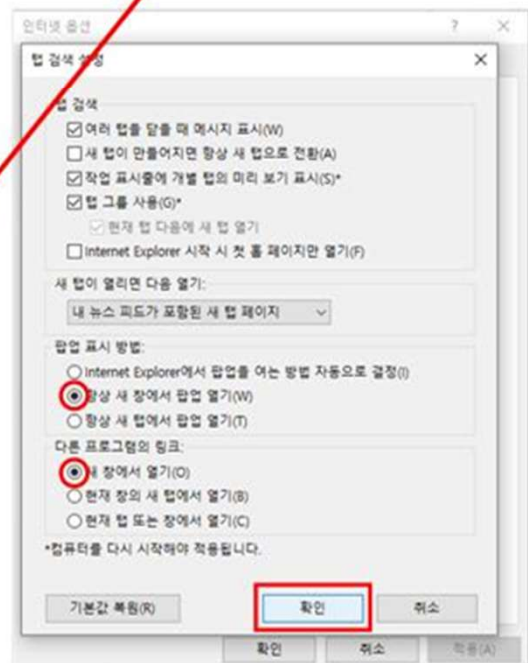 인터넷 옵션 ? ×
탭 검색 설정 ×
탭 검색
여러 탭을 닫을 때 메시지 표시(W)
새 탭이 만들어지면 항상 새 탭으로 전환(A)
작업 표시줄에 개별 탭의 미리 보기 표시(S)*
탭 그룹 사용(G)*
현재 탭 다음에 새 탭 열기
Internet Explorer 시작 시 첫 홈 페이지만 열기(F)
새 탭이 열리면 다음 열기:
내 뉴스 피드가 포함된 새 탭 페이지
팝업 표시 방법:
Internet Explorer에서 팝업을 여는 방법 자동으로 결정(I)
항상 새 창에서 팝업 열기(W)
항상 새 탭에서 팝업 열기(T)
다른 프로그램의 링크:
새 창에서 열기(O)
현재 창의 새 탭에서 열기(B)
현재 탭 또는 창에서 열기(C)
*컴퓨터를 다시 시작해야 적용됩니다.
기본값 복원(R) 확인 취소
확인 취소 적용(A)